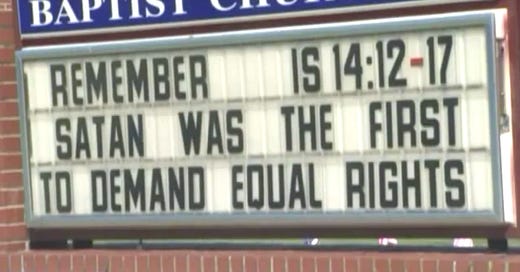 BAPTIST
REMEMBER IS 14:12-17
SATAN WAS THE FIRST
TO DEMAND EQUAL RIGHTS